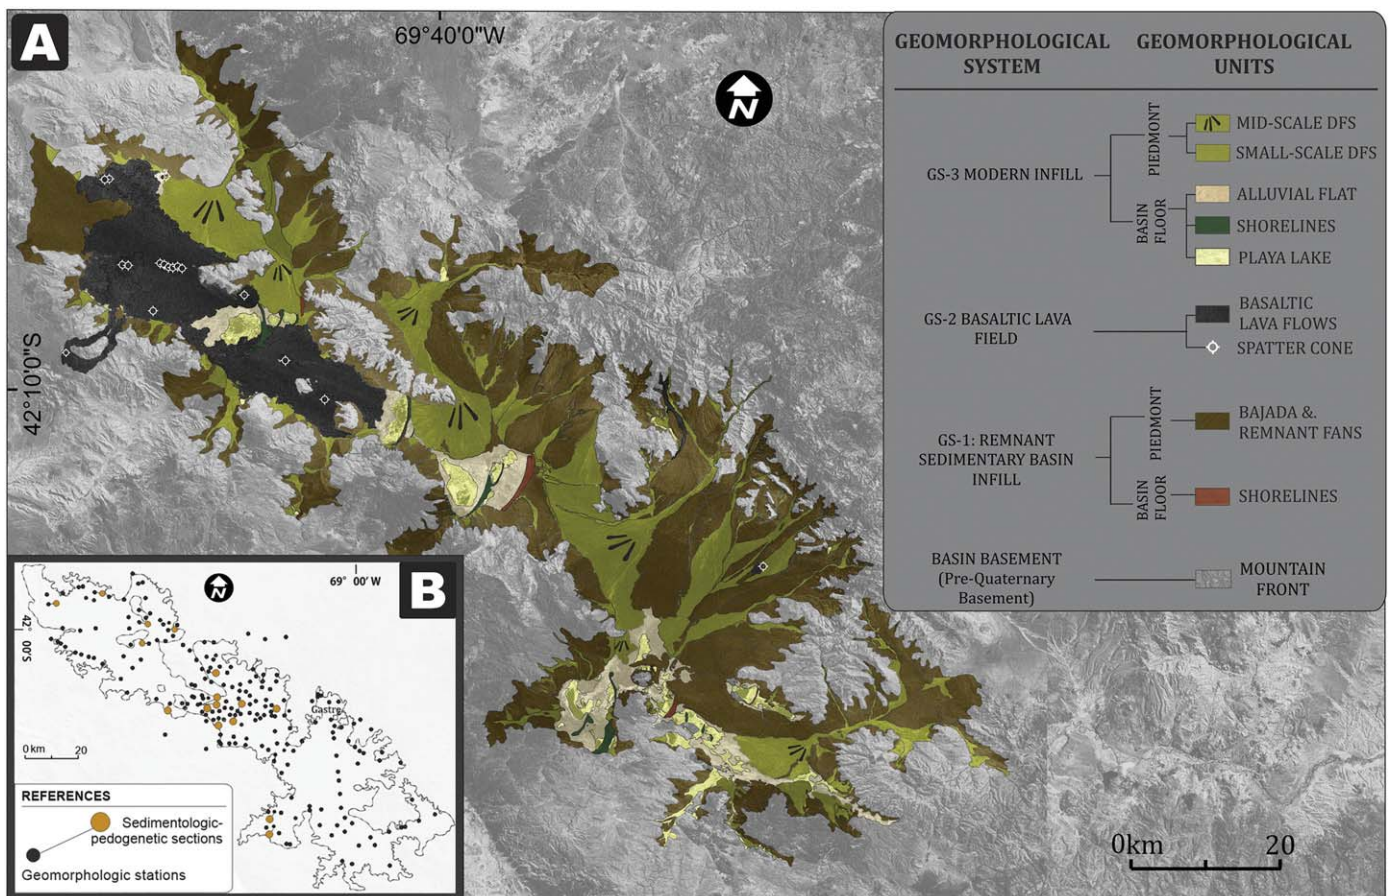 A
69°40'0"W
N
42°10'0"S
GEOMORPHOLOGICAL
SYSTEM
GEOMORPHOLOGICAL
UNITS
GS-3 MODERN INFILL
PIEDMONT
MID-SCALE DFS
SMALL-SCALE DFS
BASIN
FLOOR
ALLUVIAL FLAT
SHORELINES
PLAYA LAKE
GS-2 BASALTIC LAVA
FIELD
BASALTIC
LAVA FLOWS
SPATTER CONE
GS-1: REMNANT
SEDIMENTARY BASIN
INFILL
PIEDMONT
BAJADA &.
REMNANT FANS
BASIN
FLOOR
SHORELINES
BASIN BASEMENT
(Pre-Quaternary
Basement)
MOUNTAIN
FRONT
0km 20
B
69° 00' W
N
42°
00'S
Gastre
0 km 20
REFERENCES
Sedimentologic-
pedogenetic sections
Geomorphologic stations